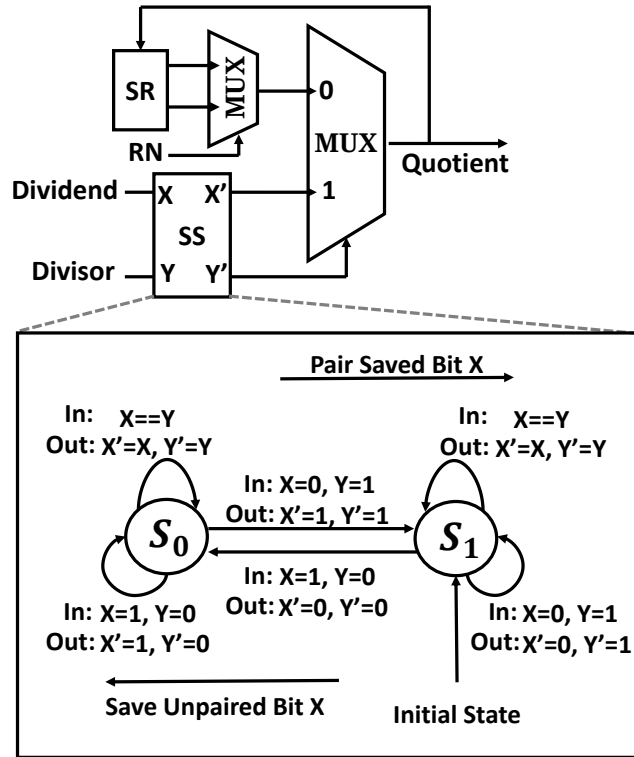 SR
MUX
0
MUX
RN
Quotient
Dividend
X X'
1
SS
Divisor
Y Y'
Pair Saved Bit X
In: X==Y
Out: X'=X, Y'=Y
In: X==Y
Out: X'=X, Y'=Y
In: X=0, Y=1
Out: X'=1, Y'=1
S0
S1
In: X=1, Y=0
Out: X'=0, Y'=0
In: X=1, Y=0
Out: X'=1, Y'=0
In: X=0, Y=1
Out: X'=0, Y'=1
Save Unpaired Bit X
Initial State